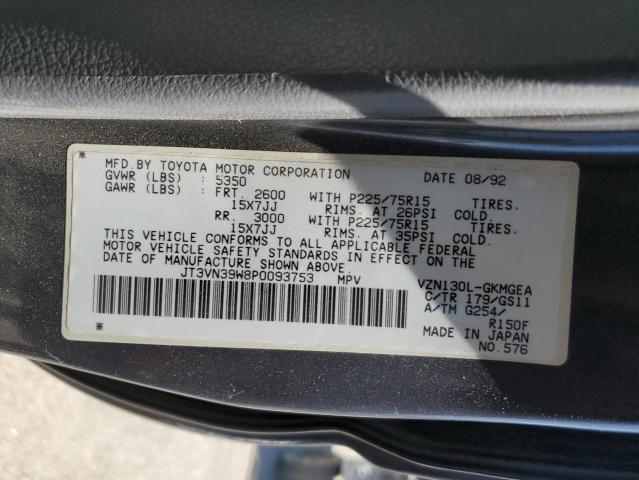 MFD.BY TOYOTA MOTOR CORPORATION DATE 08/92
GVWR (LBS) : 5350
GAWR (LBS) : FRT. 2600 WITH P225/75R15 TIRES.
15X7JJ RIMS. AT 26PSI COLD.
RR. 3000 WITH P225/75R15 TIRES.
15X7JJ RIMS. AT 35PSI COLD.
THIS VEHICLE CONFORMS TO ALL APPLICABLE FEDERAL
MOTOR VEHICLE SAFETY STANDARDS IN EFFECT ON THE
DATE OF MANUFACTURE SHOWN ABOVE.
JT3VN39W8P0093753 MPV
VZN130L-GKMGEA
C/TR 179/GS11
A/TM G254/
R150F
MADE IN JAPAN
NO.576